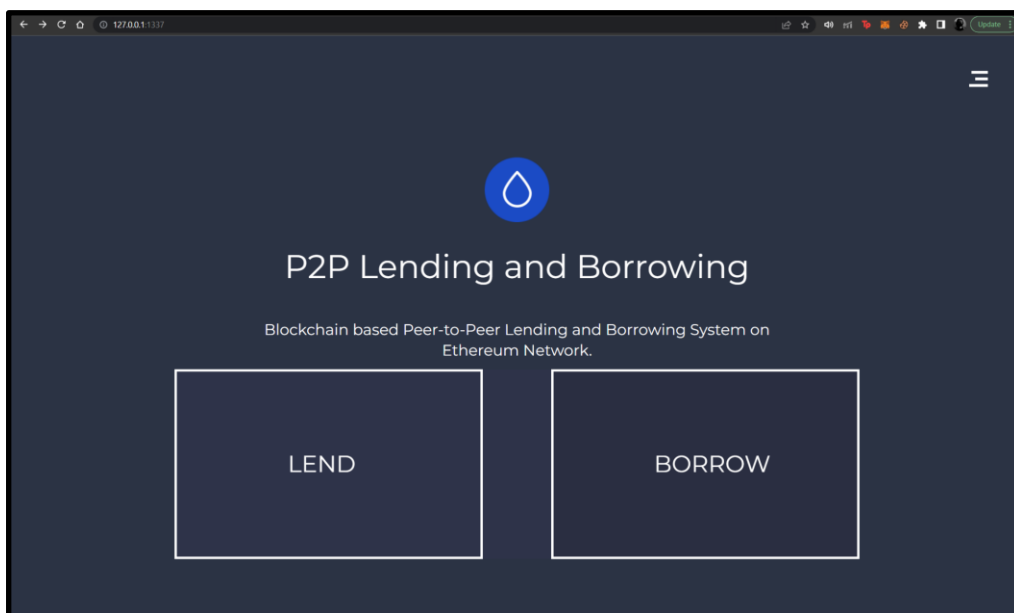 127.0.0.1:1337
Update
P2P Lending and Borrowing
Blockchain based Peer-to-Peer Lending and Borrowing System on
Ethereum Network.
LEND
BORROW